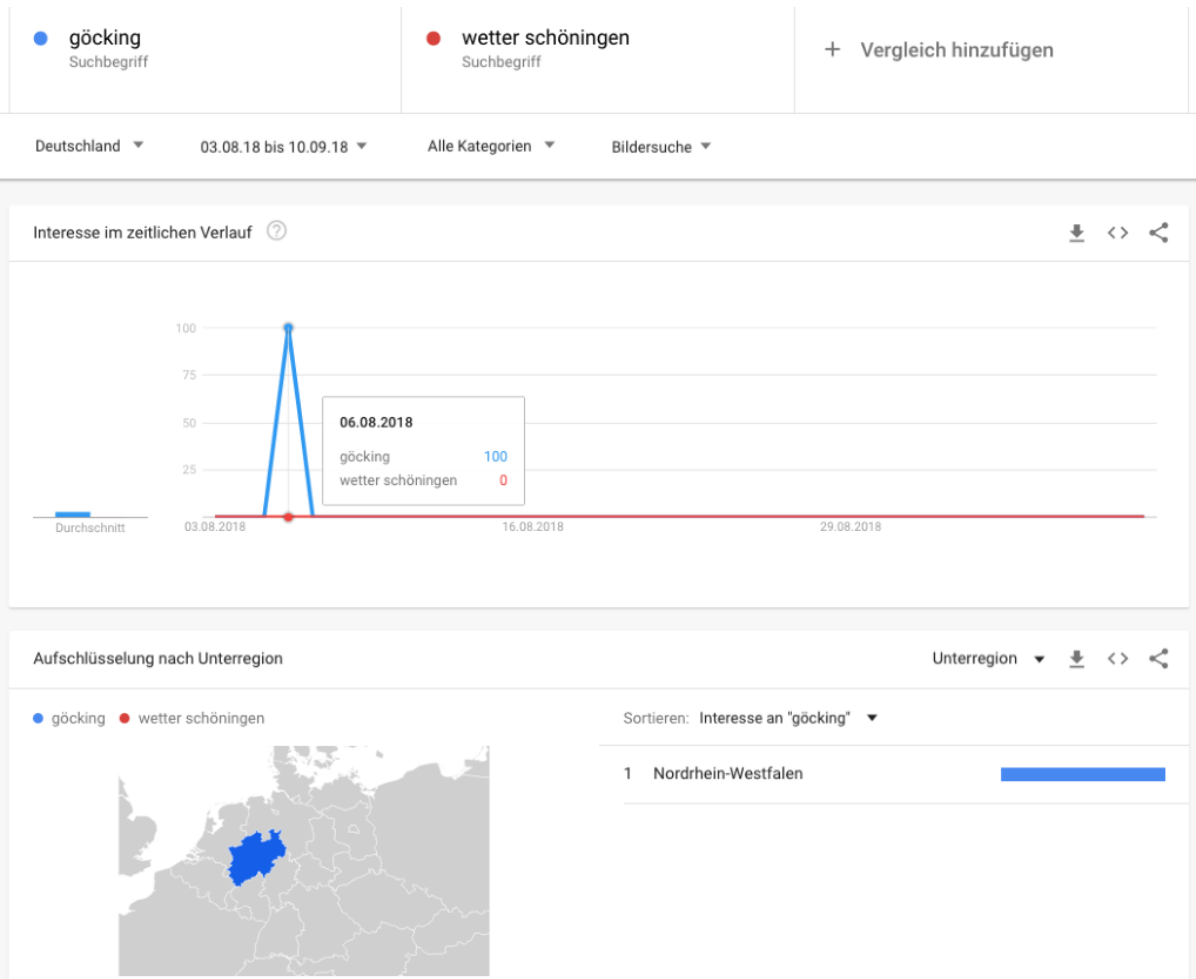 göcking
Suchbegriff
wetter schöningen
Suchbegriff
+ Vergleich hinzufügen
Deutschland
03.08.18 bis 10.09.18
Alle Kategorien
Bildersuche
Interesse im zeitlichen Verlauf ?
100
75
50
25
06.08.2018
göcking 100
wetter schöningen 0
Durchschnitt
03.08.2018
16.08.2018
29.08.2018
Aufschlüsselung nach Unterregion
Unterregion
göcking wetter schöningen
Sortieren: Interesse an "göcking"
1 Nordrhein-Westfalen